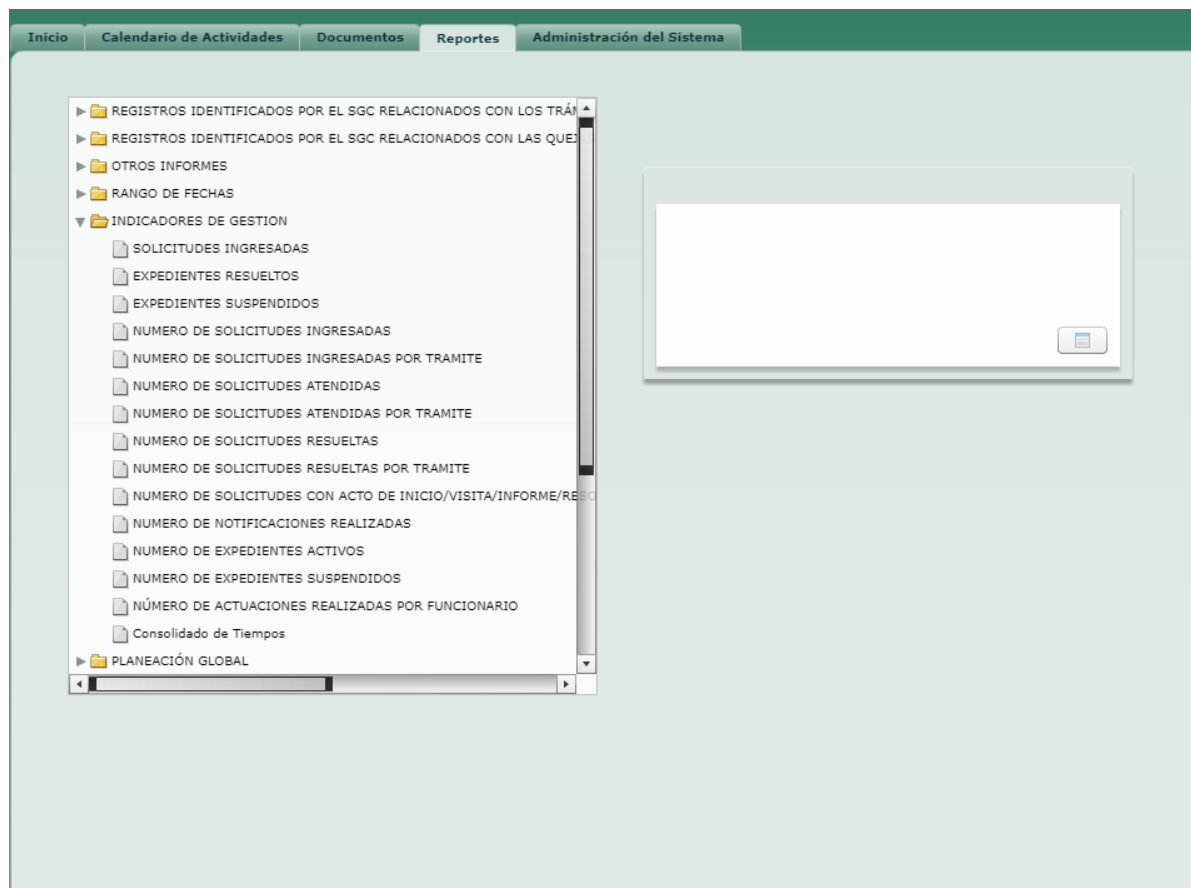 Inicio
Calendario de Actividades
Documentos
Reportes
Administración del Sistema
REGISTROS IDENTIFICADOS POR EL SGC RELACIONADOS CON LOS
REGISTROS IDENTIFICADOS POR EL SGC RELACIONADOS CON LAS
OTROS INFORMES
RANGO DE FECHAS
INDICADORES DE GESTION
SOLICITUDES INGRESADAS
EXPEDIENTES RESUELTOS
EXPEDIENTES SUSPENDIDOS
NUMERO DE SOLICITUDES INGRESADAS
NUMERO DE SOLICITUDES INGRESADAS POR TRAMITE
NUMERO DE SOLICITUDES ATENDIDAS
NUMERO DE SOLICITUDES ATENDIDAS POR TRAMITE
NUMERO DE SOLICITUDES RESUELTAS
NUMERO DE SOLICITUDES RESUELTAS POR TRAMITE
NUMERO DE SOLICITUDES CON ACTO DE INICIO/VISITA/INFORME/RESO
NUMERO DE NOTIFICACIONES REALIZADAS
NUMERO DE EXPEDIENTES ACTIVOS
NUMERO DE EXPEDIENTES SUSPENDIDOS
NÚMERO DE ACTUACIONES REALIZADAS POR FUNCIONARIO
Consolidado de Tiempos
PLANEACIÓN GLOBAL